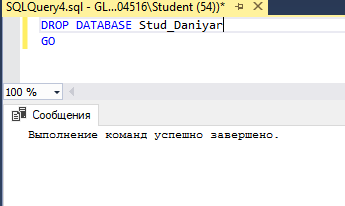 SQLQuery4.sql - GL...04516\Student (54))*
DROP DATABASE Stud_Daniyar
GO
100 %
Сообщения
Выполнение команд успешно завершено.